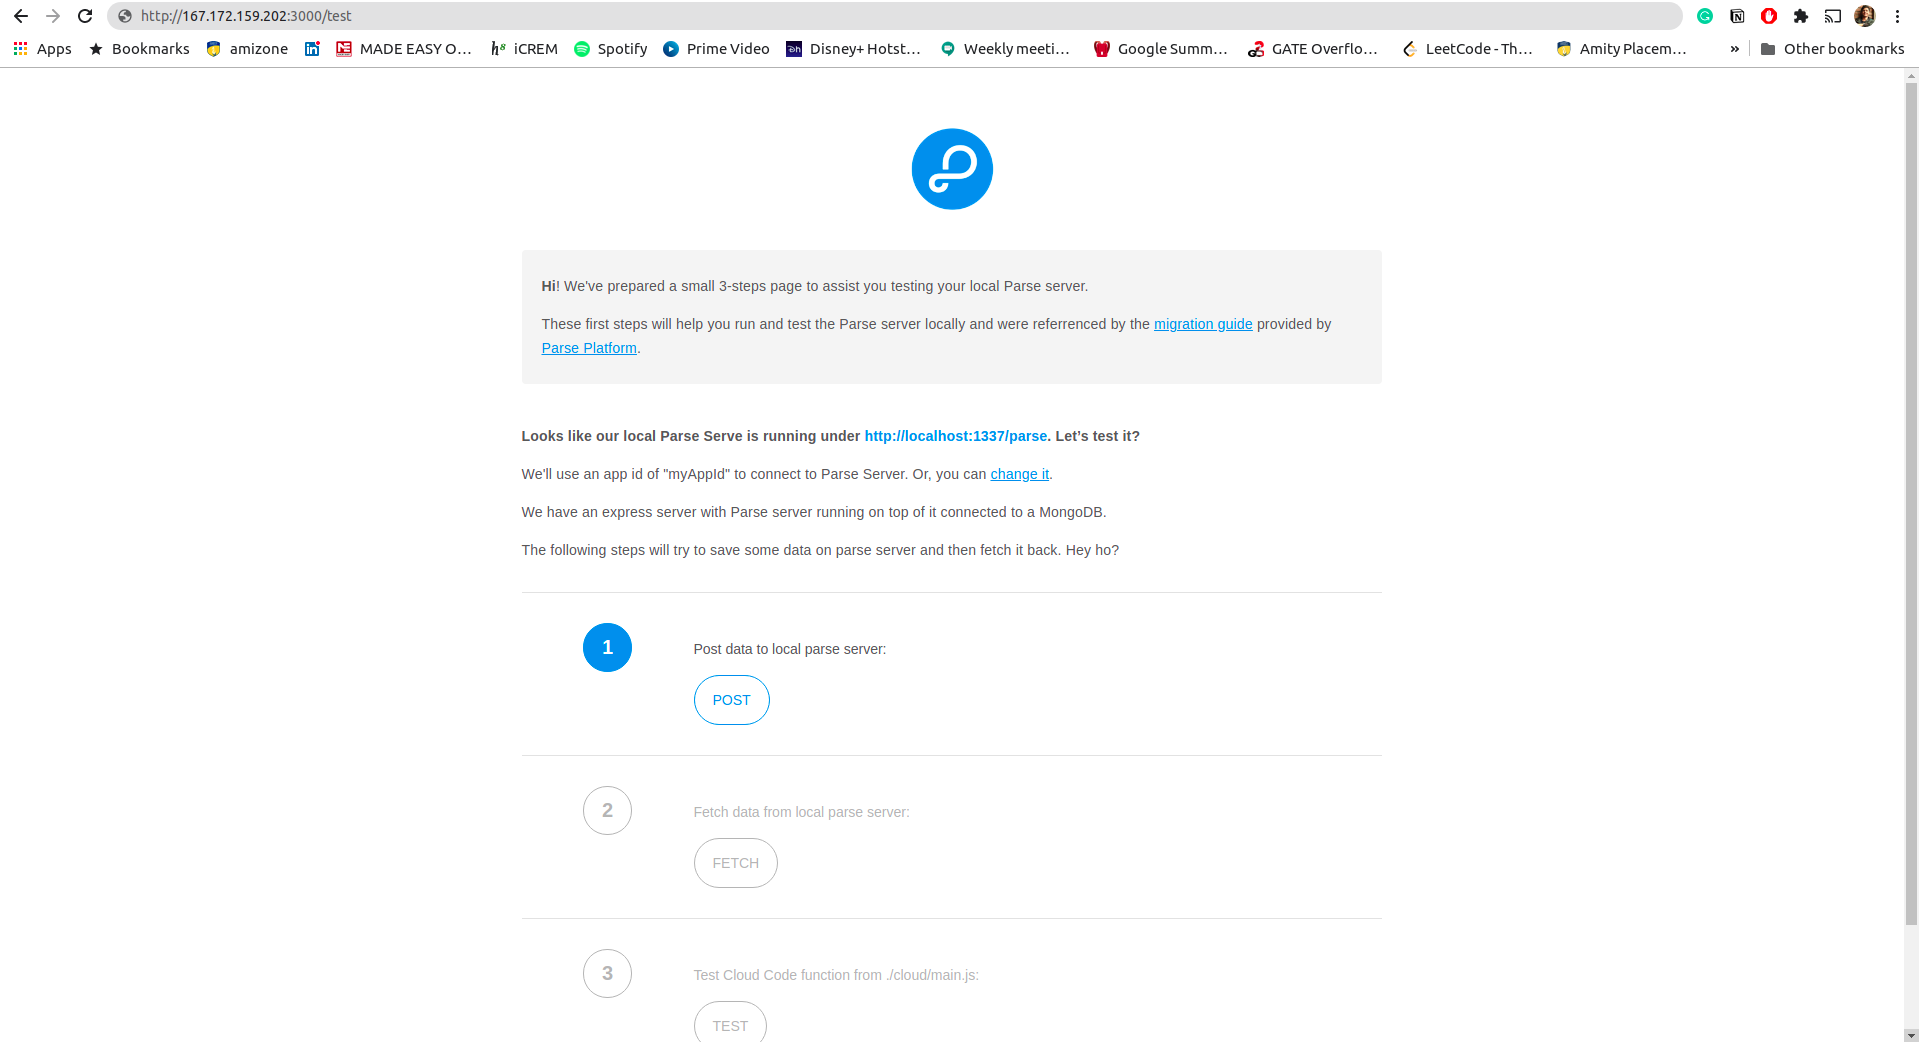 http://167.172.159.202:3000/test
Apps Bookmarks amizone MADE EASY O… iCREM Spotify Prime Video Disney+ Hotst… Weekly meeti… Google Summ… GATE Overflo… LeetCode - Th… Amity Placem… » Other bookmarks
Hi! We've prepared a small 3-steps page to assist you testing your local Parse server.
These first steps will help you run and test the Parse server locally and were referrenced by the migration guide provided by
Parse Platform.
Looks like our local Parse Serve is running under http://localhost:1337/parse. Let’s test it?
We'll use an app id of "myAppId" to connect to Parse Server. Or, you can change it.
We have an express server with Parse server running on top of it connected to a MongoDB.
The following steps will try to save some data on parse server and then fetch it back. Hey ho?
1
Post data to local parse server:
POST
2
Fetch data from local parse server:
FETCH
3
Test Cloud Code function from ./cloud/main.js:
TEST